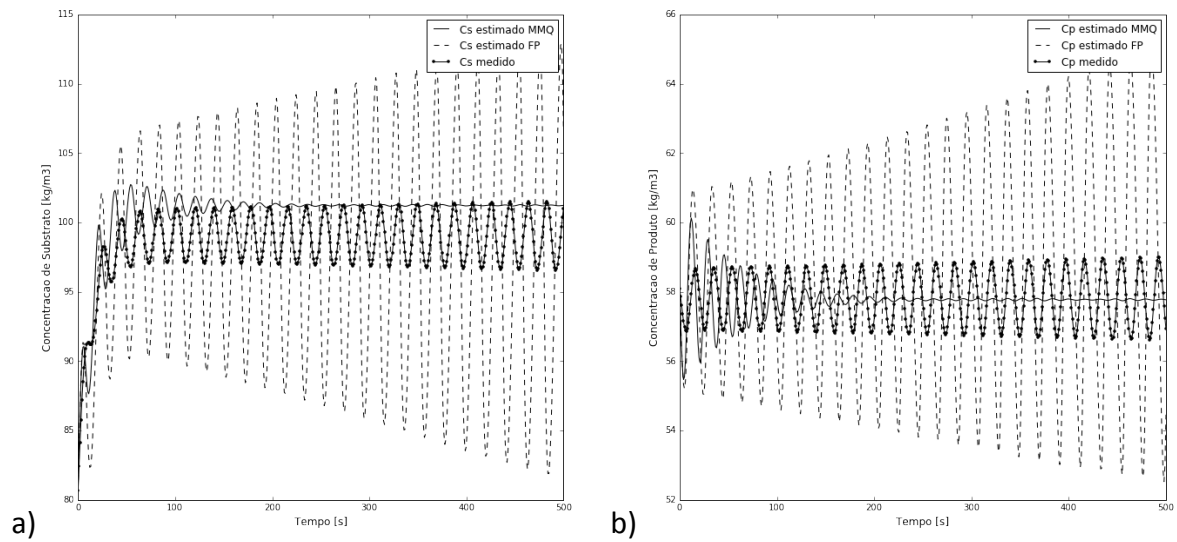 115
110
105
100
95
90
85
80
0
100
200
300
400
500
Concentracao de Substrato [kg/m3]
Tempo [s]
Cs estimado MMQ
Cs estimado FP
Cs medido
a)
66
64
62
60
58
56
54
52
0
100
200
300
400
500
Concentracao de Produto [kg/m3]
Tempo [s]
Cp estimado MMQ
Cp estimado FP
Cp medido
b)